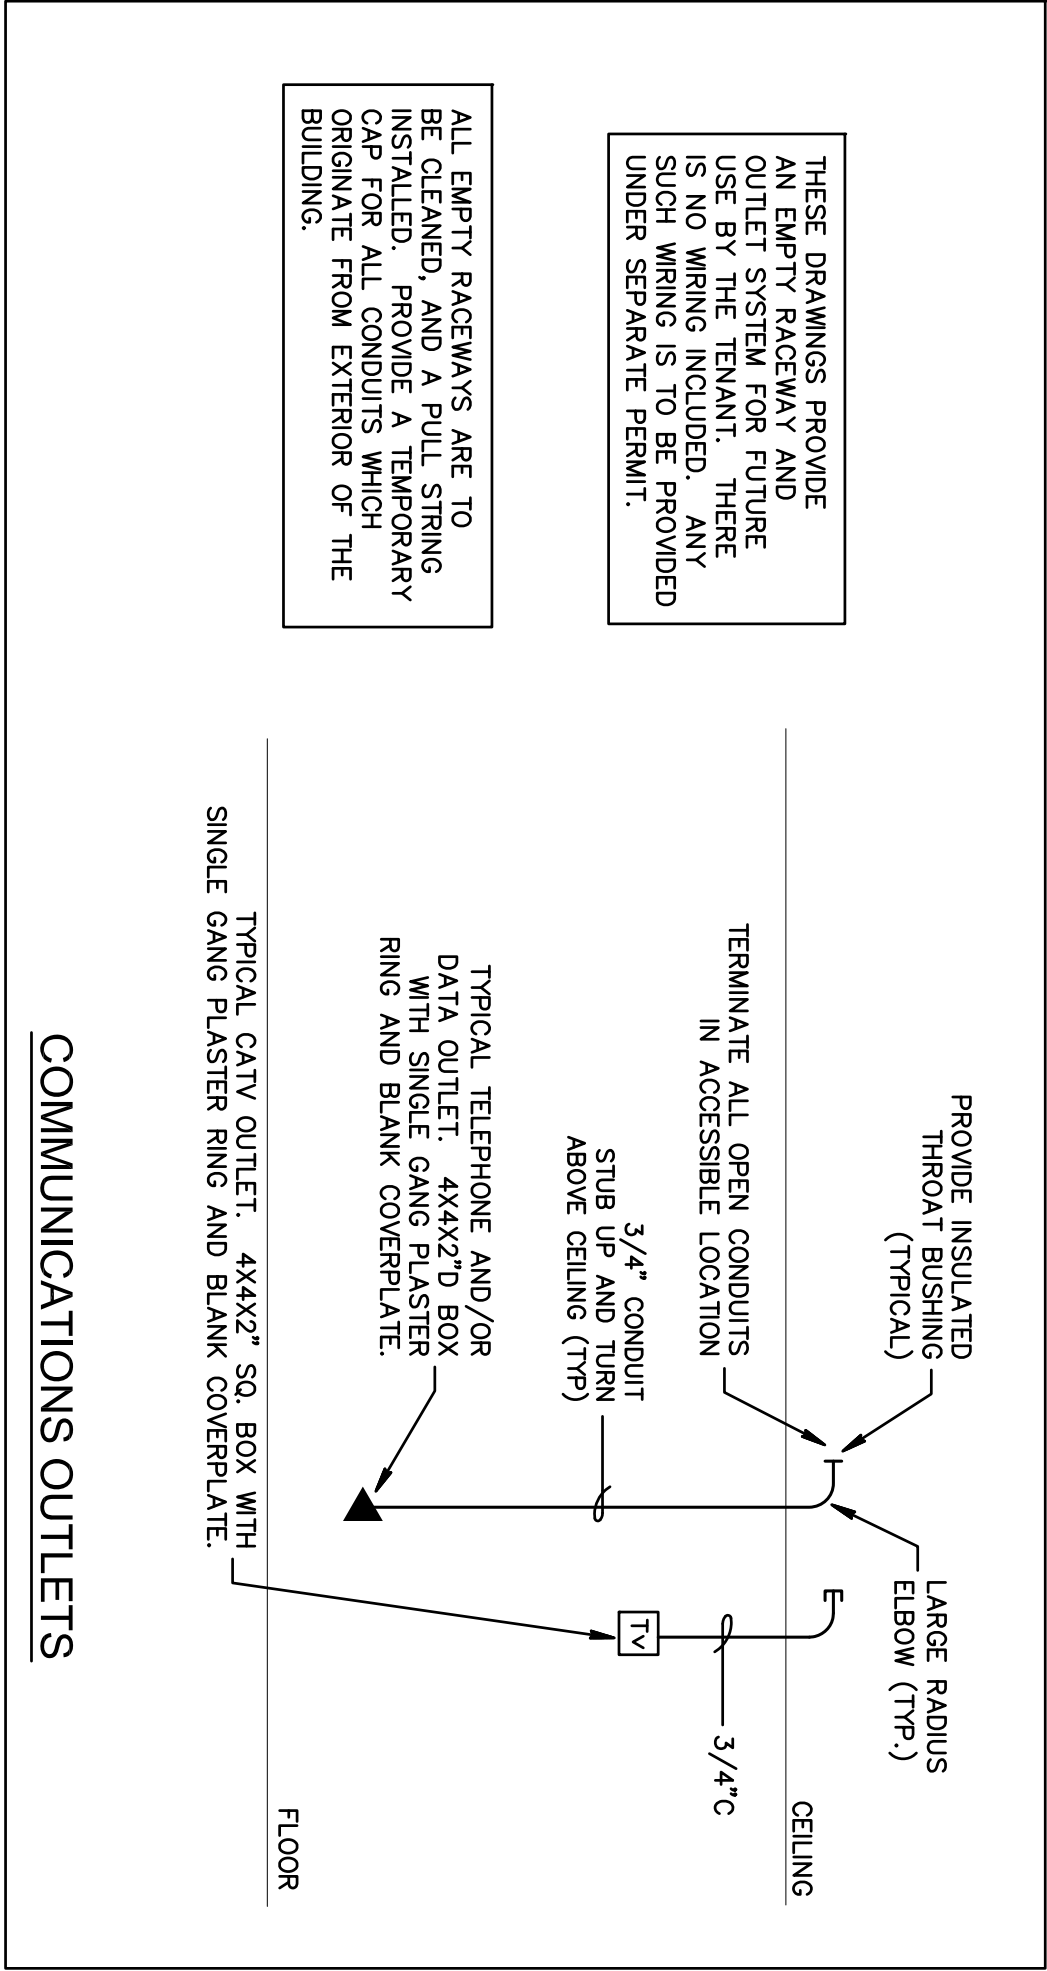 THESE DRAWINGS PROVIDE
AN EMPTY RACEWAY AND
OUTLET SYSTEM FOR FUTURE
USE BY THE TENANT. THERE
IS NO WIRING INCLUDED. ANY
SUCH WIRING IS TO BE PROVIDED
UNDER SEPARATE PERMIT.
ALL EMPTY RACEWAYS ARE TO
BE CLEANED, AND A PULL STRING
INSTALLED. PROVIDE A TEMPORARY
CAP FOR ALL CONDUITS WHICH
ORIGINATE FROM EXTERIOR OF THE
BUILDING.
PROVIDE INSULATED
THROAT BUSHING
(TYPICAL)
LARGE RADIUS
ELBOW (TYP.)
CEILING
TERMINATE ALL OPEN CONDUITS
IN ACCESSIBLE LOCATION
3/4"C
3/4" CONDUIT
STUB UP AND TURN
ABOVE CEILING (TYP)
TV
TYPICAL TELEPHONE AND/OR
DATA OUTLET. 4X4X2"D BOX
WITH SINGLE GANG PLASTER
RING AND BLANK COVERPLATE.
FLOOR
TYPICAL CATV OUTLET. 4X4X2" SQ. BOX WITH
SINGLE GANG PLASTER RING AND BLANK COVERPLATE.
COMMUNICATIONS OUTLETS